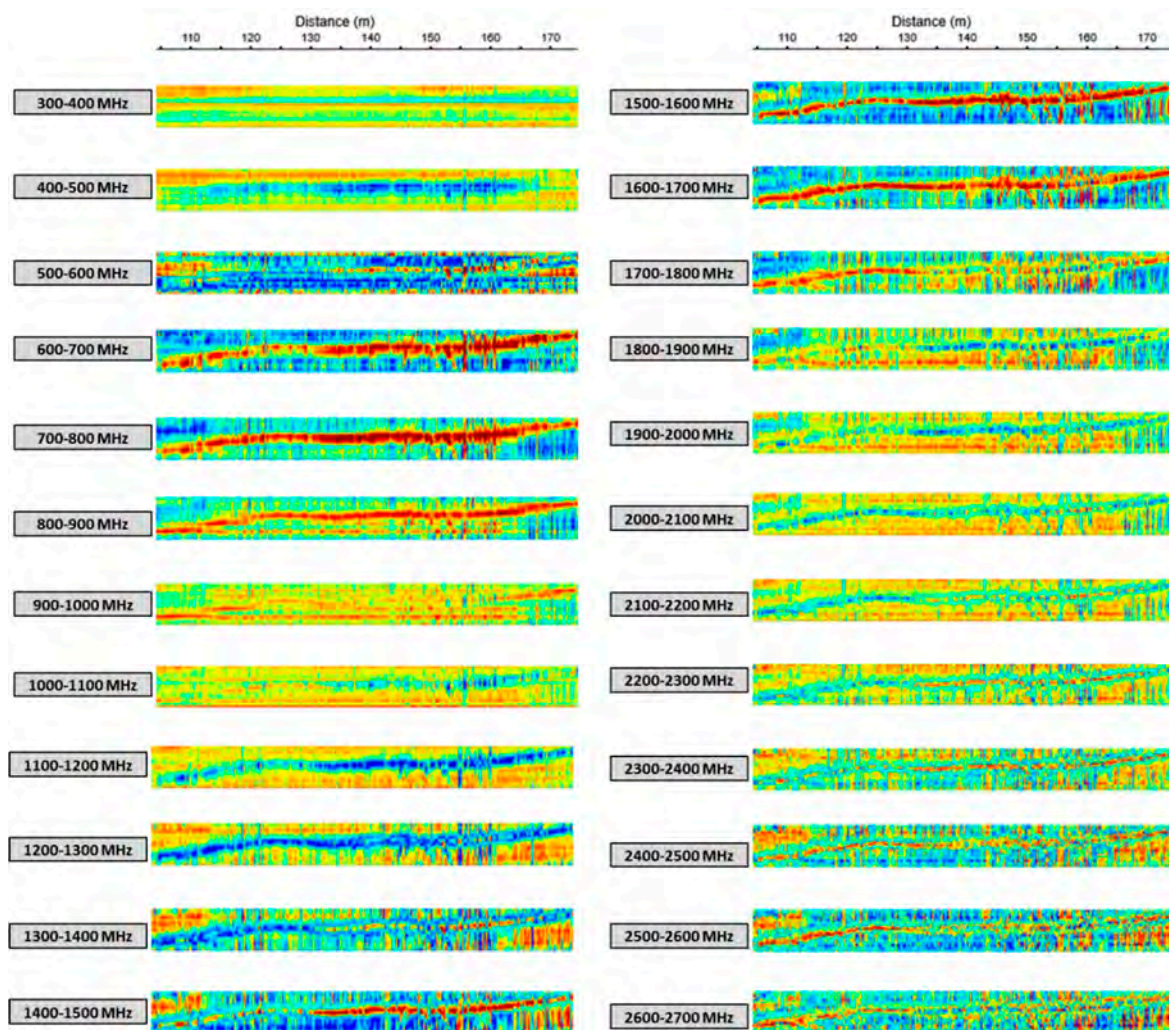 Distance (m)
110 120 130 140 150 160 170
300-400 MHz
400-500 MHz
500-600 MHz
600-700 MHz
700-800 MHz
800-900 MHz
900-1000 MHz
1000-1100 MHz
1100-1200 MHz
1200-1300 MHz
1300-1400 MHz
1400-1500 MHz
Distance (m)
110 120 130 140 150 160 170
1500-1600 MHz
1600-1700 MHz
1700-1800 MHz
1800-1900 MHz
1900-2000 MHz
2000-2100 MHz
2100-2200 MHz
2200-2300 MHz
2300-2400 MHz
2400-2500 MHz
2500-2600 MHz
2600-2700 MHz